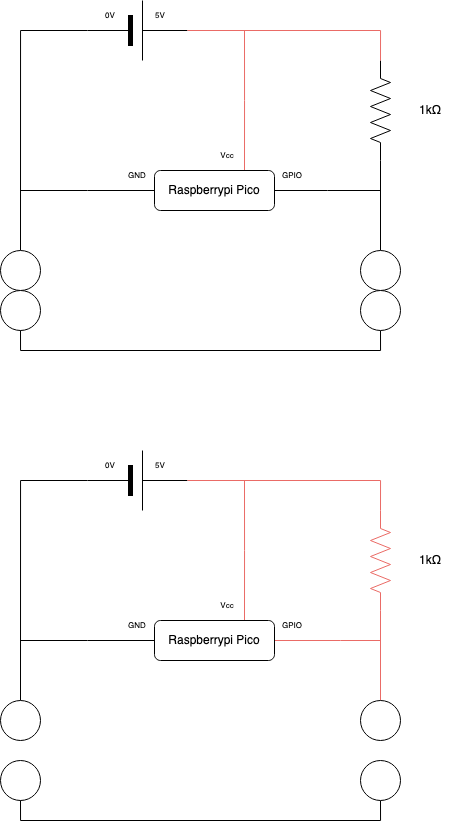 0V
5V
1kΩ
Vcc
GND
GPIO
Raspberrypi Pico
0V
5V
1kΩ
Vcc
GND
GPIO
Raspberrypi Pico